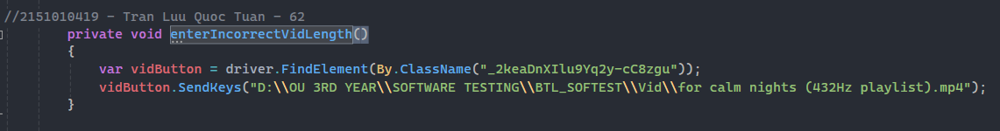 //2151010419 - Tran Luu Quoc Tuan - 62
private void enterIncorrectVidLength()
{
var vidButton = driver.FindElement(By.ClassName("_2keaDnXIlu9Yq2y-cC8zgu"));
vidButton.SendKeys("D:\\OU 3RD YEAR\\SOFTWARE TESTING\\BTL_SOFTEST\\Vid\\for calm nights (432Hz playlist).mp4");
}